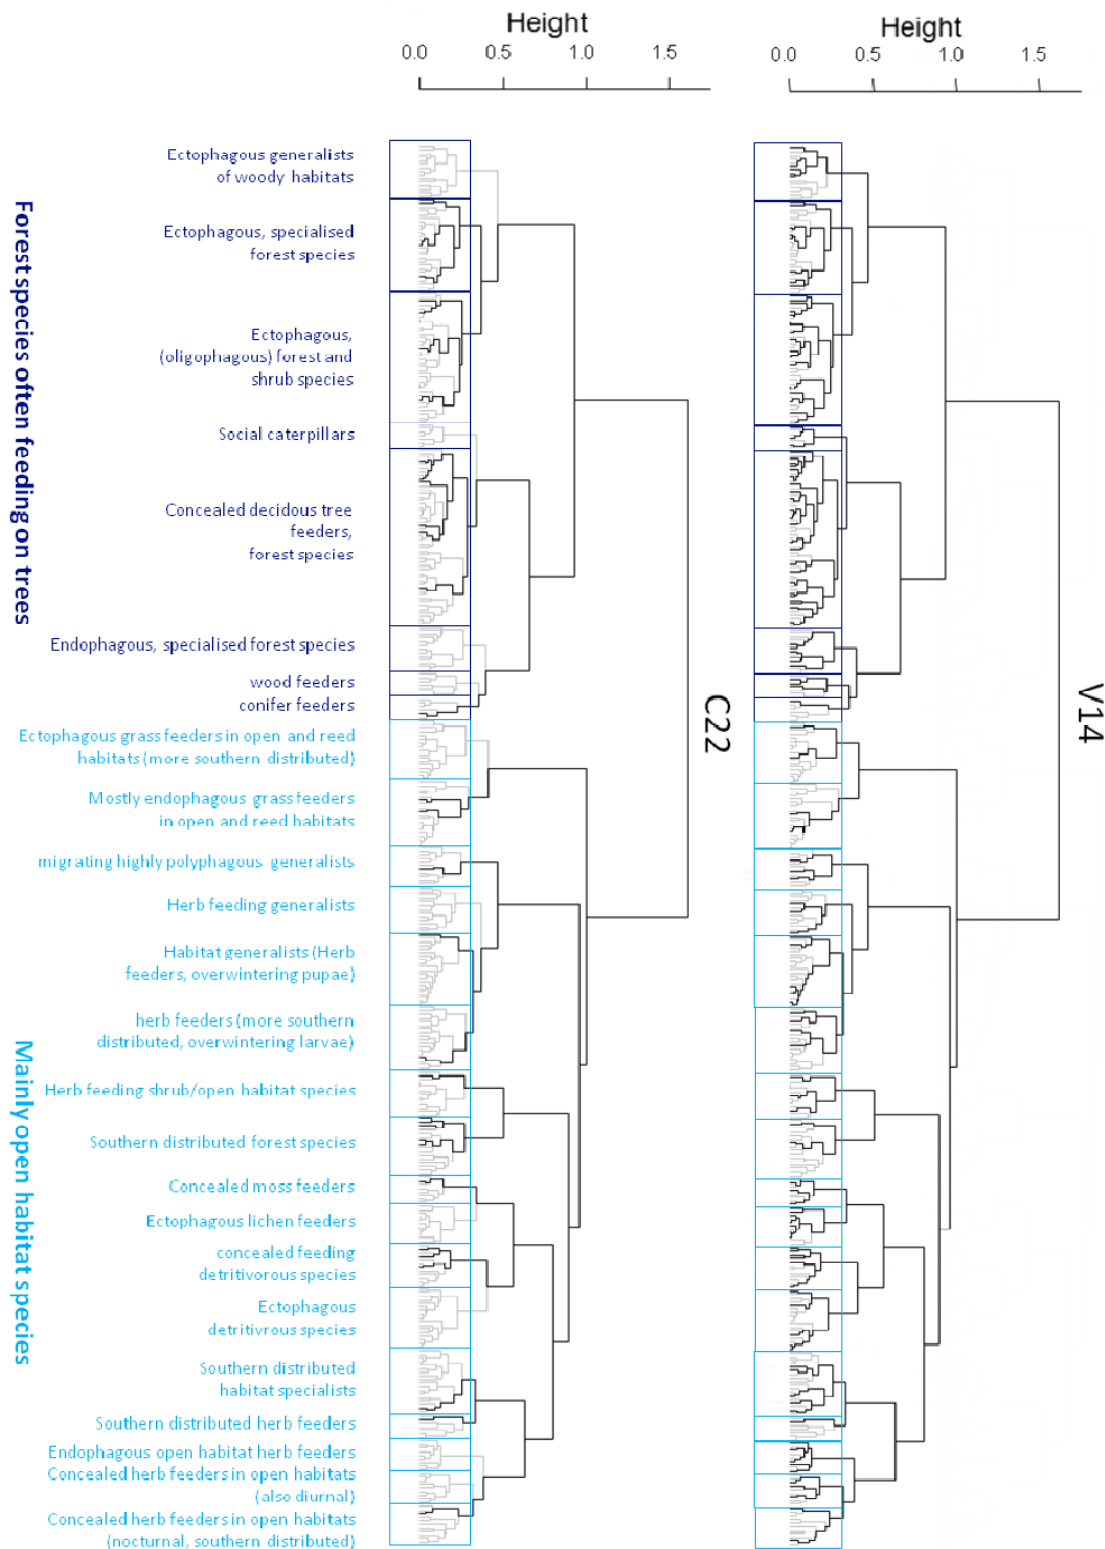 Height
0.0 0.5 1.0 1.5
Height
0.0 0.5 1.0 1.5
Forest species often feeding on trees
Ectophagous generalists
of woody habitats
Ectophagous, specialised
forest species
Ectophagous,
(oligophagous) forest and
shrub species
Social caterpillars
Concealed decidous tree
feeders,
forest species
Endophagous, specialised forest species
wood feeders
conifer feeders
Mainly open habitat species
Ectophagous grass feeders in open and reed
habitats (more southern distributed)
Mostly endophagous grass feeders
in open and reed habitats
migrating highly polyphagous generalists
Herb feeding generalists
Habitat generalists (Herb
feeders, overwintering pupae)
herb feeders (more southern
distributed, overwintering larvae)
Herb feeding shrub/open habitat species
Southern distributed forest species
Concealed moss feeders
Ectophagous lichen feeders
concealed feeding
detritivorous species
Ectophagous
detritivrous species
Southern distributed
habitat specialists
Southern distributed herb feeders
Endophagous open habitat herb feeders
Concealed herb feeders in open habitats
(also diurnal)
Concealed herb feeders in open habitats
(nocturnal, southern distributed)
C22
V14